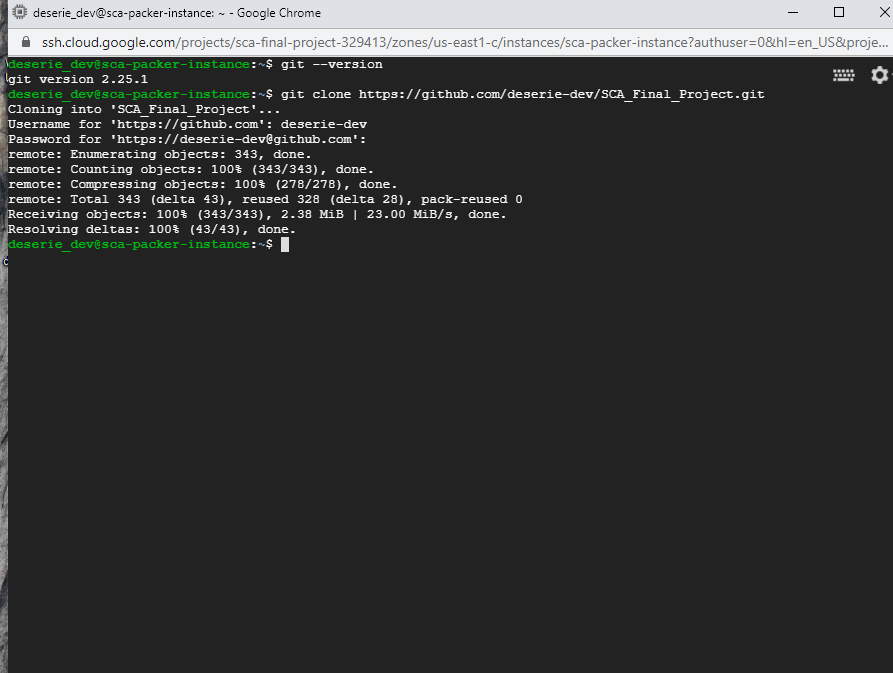 deserie_dev@sca-packer-instance: ~ - Google Chrome
ssh.cloud.google.com/projects/sca-final-project-329413/zones/us-east1-c/instances/sca-packer-instance?authuser=0&hl=en_US&proje...
deserie_dev@sca-packer-instance:~$ git --version
git version 2.25.1
deserie_dev@sca-packer-instance:~$ git clone https://github.com/deserie-dev/SCA_Final_Project.git
Cloning into 'SCA_Final_Project'...
Username for 'https://github.com': deserie-dev
Password for 'https://deserie-dev@github.com':
remote: Enumerating objects: 343, done.
remote: Counting objects: 100% (343/343), done.
remote: Compressing objects: 100% (278/278), done.
remote: Total 343 (delta 43), reused 328 (delta 28), pack-reused 0
Receiving objects: 100% (343/343), 2.38 MiB | 23.00 MiB/s, done.
Resolving deltas: 100% (43/43), done.
deserie_dev@sca-packer-instance:~$